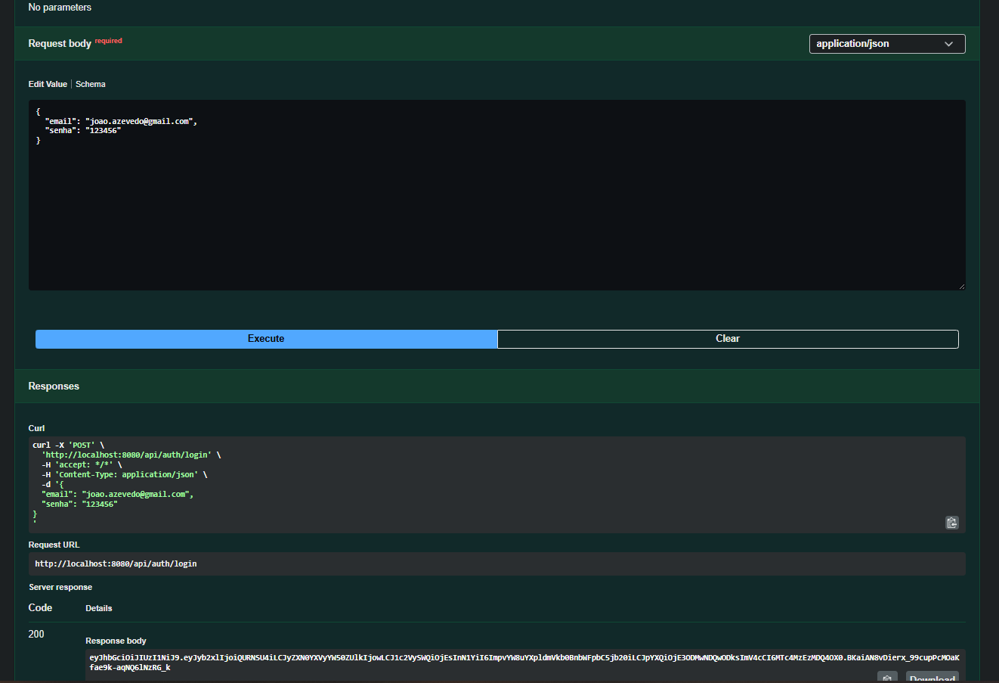 No parameters
Request body required
application/json
Edit Value | Schema
{
  "email": "joao.azevedo@gmail.com",
  "senha": "123456"
}
Execute
Clear
Responses
Curl
curl -X 'POST' \
  'http://localhost:8080/api/auth/login' \
  -H 'accept: */*' \
  -H 'Content-Type: application/json' \
  -d '{
  "email": "joao.azevedo@gmail.com",
  "senha": "123456"
}
'
Request URL
http://localhost:8080/api/auth/login
Server response
Code
Details
200
Response body
eyJhbGciOiJIUzI1NiJ9.eyJyb2xlIjoiQURNSU4iLCJyZXN0YXVyYW50ZUlkIjowLCJ1c2VySWQiOjEsInN1YiI6ImpvYW8uYXpldmVkb0BnbWFpbC5jb20iLCJpYXQiOjE3ODMwNDQwODksImV4cCI6MTc4MzEzMDQ4OX0.BKaiAN8vDierx_99cupPcMOaK
fae9k-aqNQ6lNzRG_k
Download